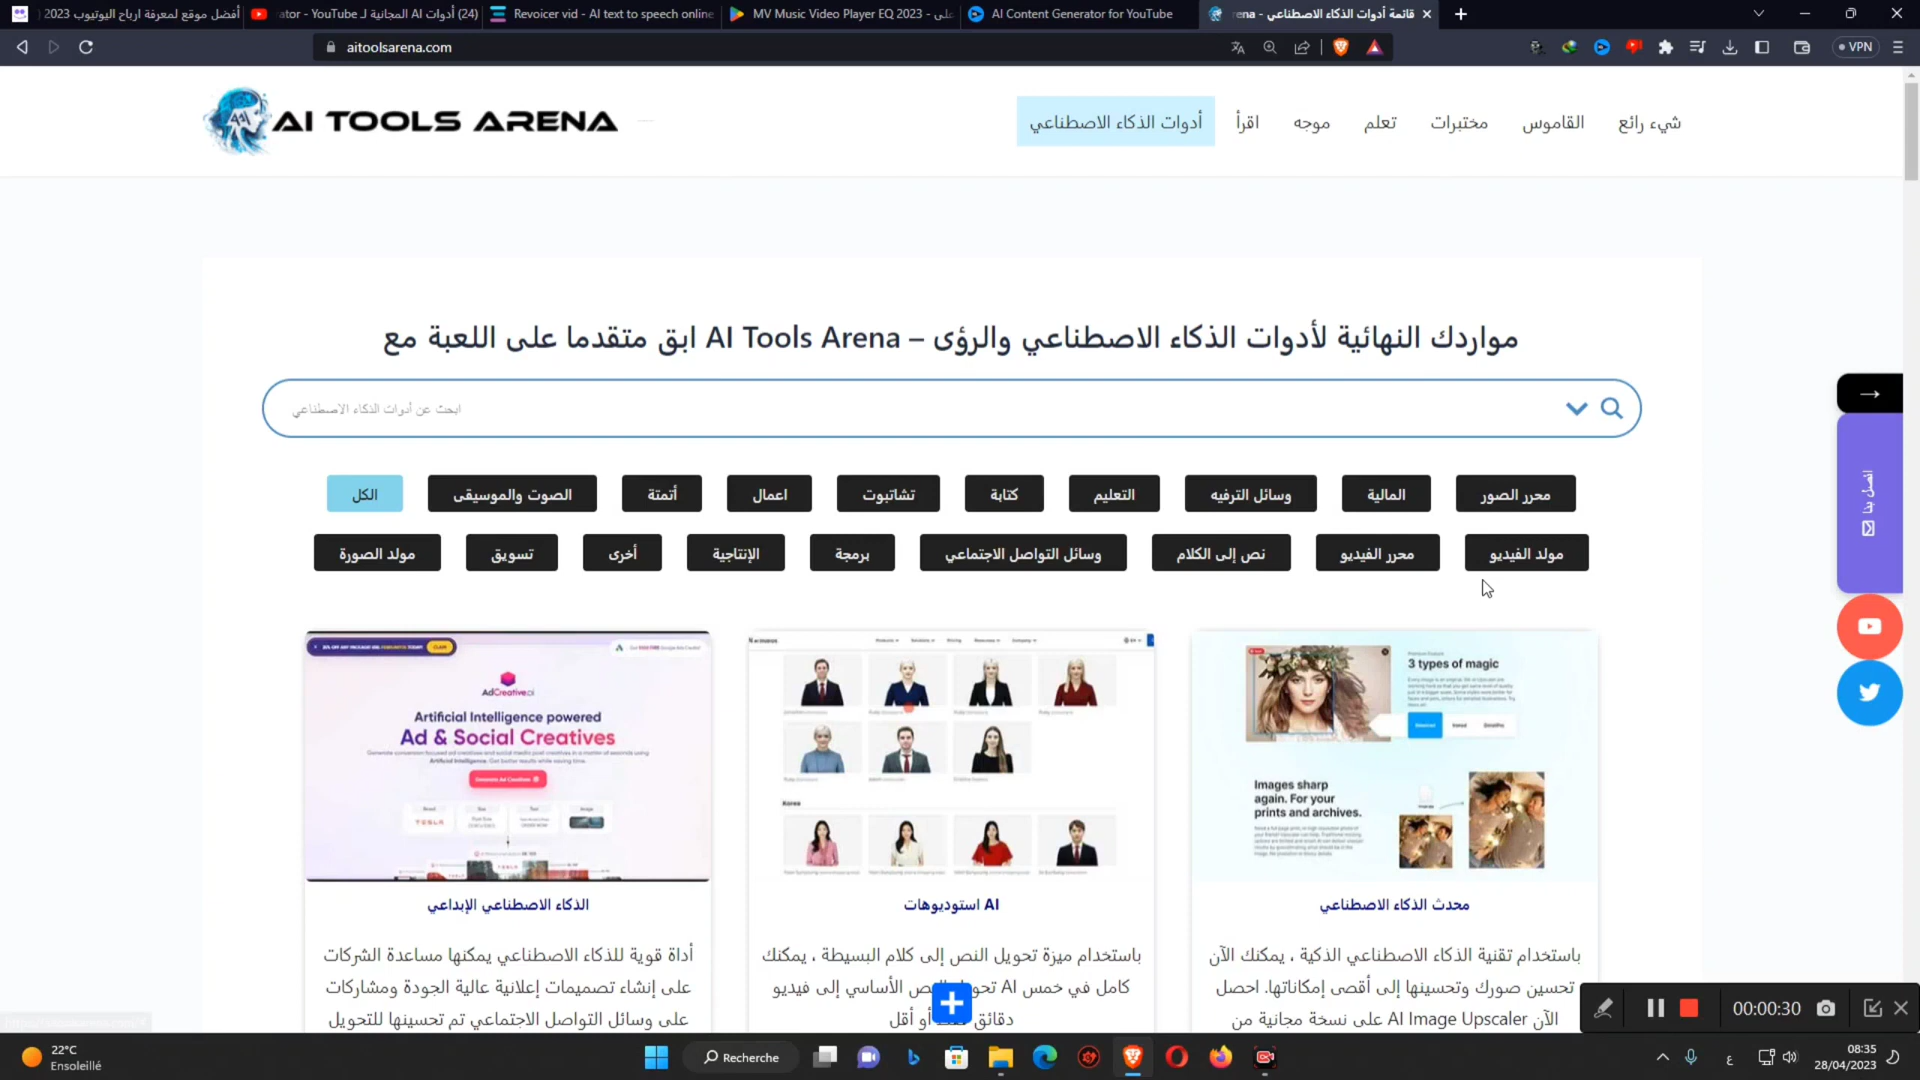 أفضل موقع لمعرفة ارباح اليوتيوب 2023
(24) أدوات AI المجانية لـ YouTube - ator
Revoicer vid - AI text to speech online
MV Music Video Player EQ 2023 - على
AI Content Generator for YouTube
قائمة أدوات الذكاء الاصطناعي - rena
aitoolsarena.com
VPN
AI TOOLS ARENA
أدوات الذكاء الاصطناعي
اقرأ
موجه
تعلم
مختبرات
القاموس
شيء رائع
مواردك النهائية لأدوات الذكاء الاصطناعي والرؤى – AI Tools Arena ابق متقدما على اللعبة مع
ابحث عن أدوات الذكاء الاصطناعي
الكل
الصوت والموسيقى
أتمتة
اعمال
تشاتبوت
كتابة
التعليم
وسائل الترفيه
المالية
محرر الصور
مولد الصورة
تسويق
أخرى
الإنتاجية
برمجة
وسائل التواصل الاجتماعي
نص إلى الكلام
محرر الفيديو
مولد الفيديو
→
اتصل بنا
CLAIM
AdCreative.ai
Artificial Intelligence powered
Ad & Social Creatives
Generate Ad Creatives
TESLA
Korea
3 types of magic
Images sharp
again. For your
prints and archives.
الذكاء الاصطناعي الإبداعي
أداة قوية للذكاء الاصطناعي يمكنها مساعدة الشركات
على إنشاء تصميمات إعلانية عالية الجودة ومشاركات
على وسائل التواصل الاجتماعي تم تحسينها للتحويل
AI استوديوهات
باستخدام ميزة تحويل النص إلى كلام البسيطة ، يمكنك
النص الأساسي إلى فيديو AI كامل في خمس
دقائق أو أقل
محدث الذكاء الاصطناعي
باستخدام تقنية الذكاء الاصطناعي الذكية ، يمكنك الآن
تحسين صورك وتحسينها إلى أقصى إمكاناتها. احصل
على نسخة مجانية من AI Image Upscaler الآن
00:00:30
22°C
Ensoleillé
Recherche
ع
08:35
28/04/2023